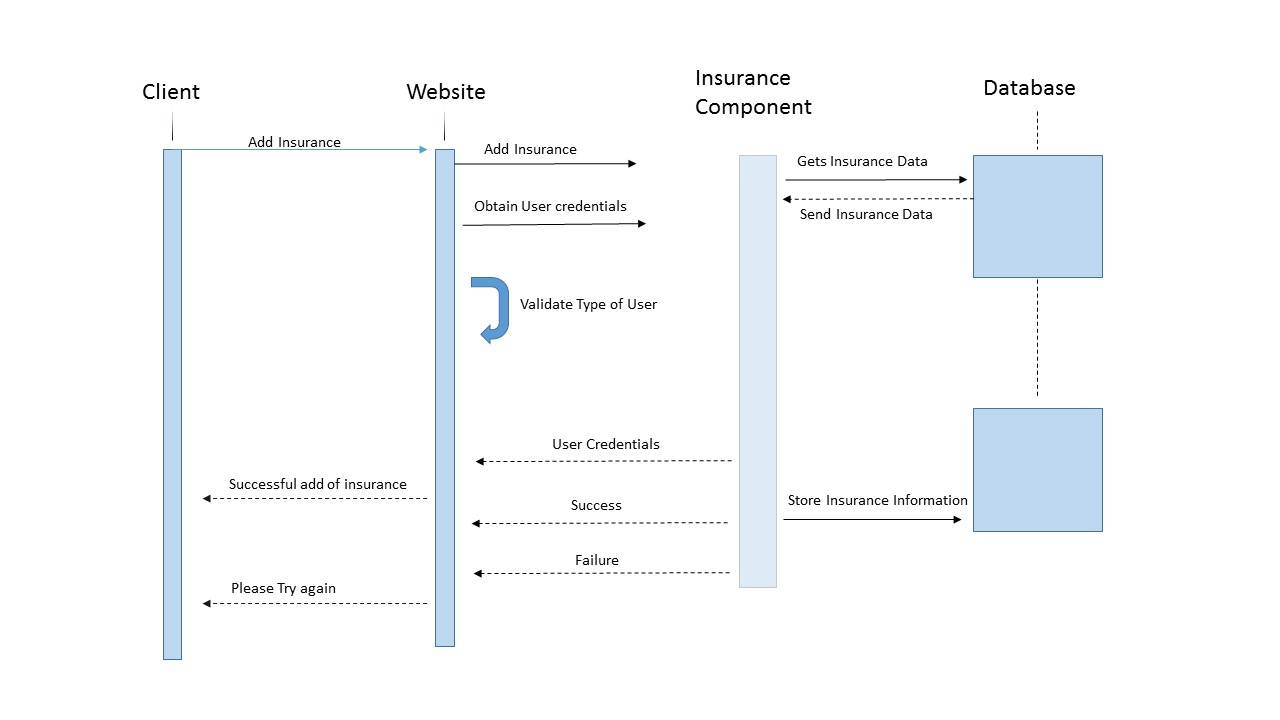 Client
Website
Insurance
Component
Database
Add Insurance
Add Insurance
Gets Insurance Data
Obtain User credentials
Send Insurance Data
Validate Type of User
User Credentials
Successful add of insurance
Success
Store Insurance Information
Failure
Please Try again